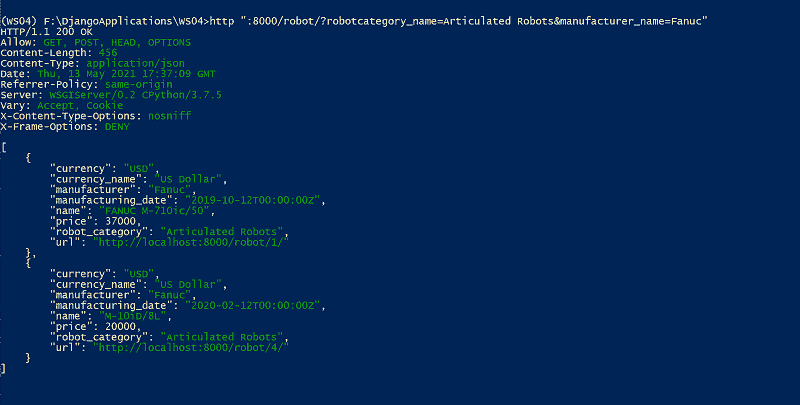 (WS04) F:\DjangoApplications\WS04>http ":8000/robot/?robotcategory_name=Articulated Robots&manufacturer_name=Fanuc"
HTTP/1.1 200 OK
Allow: GET, POST, HEAD, OPTIONS
Content-Length: 456
Content-Type: application/json
Date: Thu, 13 May 2021 17:37:09 GMT
Referrer-Policy: same-origin
Server: WSGIServer/0.2 CPython/3.7.5
Vary: Accept, Cookie
X-Content-Type-Options: nosniff
X-Frame-Options: DENY
[
{
"currency": "USD",
"currency_name": "US Dollar",
"manufacturer": "Fanuc",
"manufacturing_date": "2019-10-12T00:00:00Z",
"name": "FANUC M-710ic/50",
"price": 37000,
"robot_category": "Articulated Robots",
"url": "http://localhost:8000/robot/1/"
},
{
"currency": "USD",
"currency_name": "US Dollar",
"manufacturer": "Fanuc",
"manufacturing_date": "2020-02-12T00:00:00Z",
"name": "M-10iD/8L",
"price": 20000,
"robot_category": "Articulated Robots",
"url": "http://localhost:8000/robot/4/"
}
]